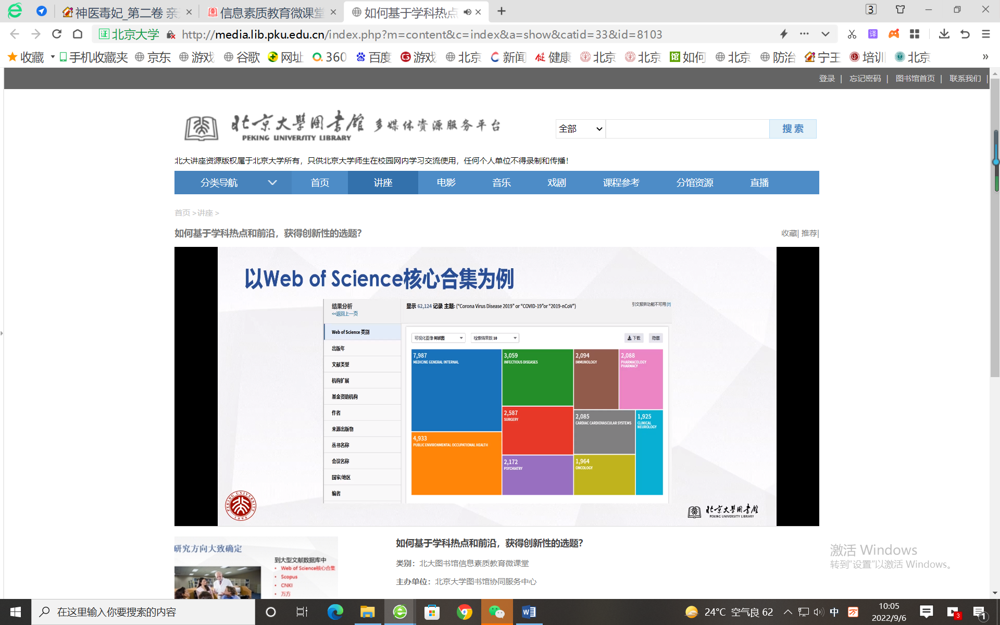 神医毒妃_第二卷 亲
信息素质教育微课堂
如何基于学科热点
3
证 北京大学
http://media.lib.pku.edu.cn/index.php?m=content&c=index&a=show&catid=33&id=8103
译
收藏 手机收藏夹 京东 游戏 谷歌 网址 360 百度 游戏 北京 新闻 健康 北京 北京 如何 北京 防治 宁王 培训 北京
登录 | 忘记密码 | 图书馆首页 | 联系我们 |
北京大學圖書館 多媒体资源服务平台
PEKING UNIVERSITY LIBRARY
全部
搜 索
北大讲座资源版权属于北京大学所有，只供北京大学师生在校园网内学习交流使用，任何个人单位不得录制和传播！
分类导航 首页 讲座 电影 音乐 戏剧 课程参考 分馆资源 直播
首页 >讲座 >
如何基于学科热点和前沿，获得创新性的选题？
收藏| 推荐|
以Web of Science核心合集为例
结果分析
<<返回上一页
显示 62,124 记录 主题: ("Corona Virus Disease 2019" or "COVID-19"or "2019-nCoV")
引文报告功能不可用 [?]
Web of Science 类别
出版年
文献类型
机构扩展
基金资助机构
作者
来源出版物
丛书名称
会议名称
国家/地区
编者
可视化图像 树状图
检索结果数 10
下载
隐藏
7,987
MEDICINE GENERAL INTERNAL
4,933
PUBLIC ENVIRONMENTAL OCCUPATIONAL HEALTH
3,059
INFECTIOUS DISEASES
2,587
SURGERY
2,172
PSYCHIATRY
2,094
IMMUNOLOGY
2,088
PHARMACOLOGY
PHARMACY
2,085
CARDIAC CARDIOVASCULAR SYSTEMS
1,964
ONCOLOGY
1,925
CLINICAL
NEUROLOGY
PEKING UNIVERSITY
1898
北京大學圖書館
PEKING UNIVERSITY LIBRARY
研究方向大致确定
到大型文献数据库中
• Web of Science核心合集
• Scopus
• CNKI
• 万方
如何基于学科热点和前沿，获得创新性的选题？
类别：北大图书馆信息素质教育微课堂
主办单位：北京大学图书馆协同服务中心
激活 Windows
转到“设置”以激活 Windows。
在这里输入你要搜索的内容
24°C 空气良 62
中
10:05
2022/9/6
3
1